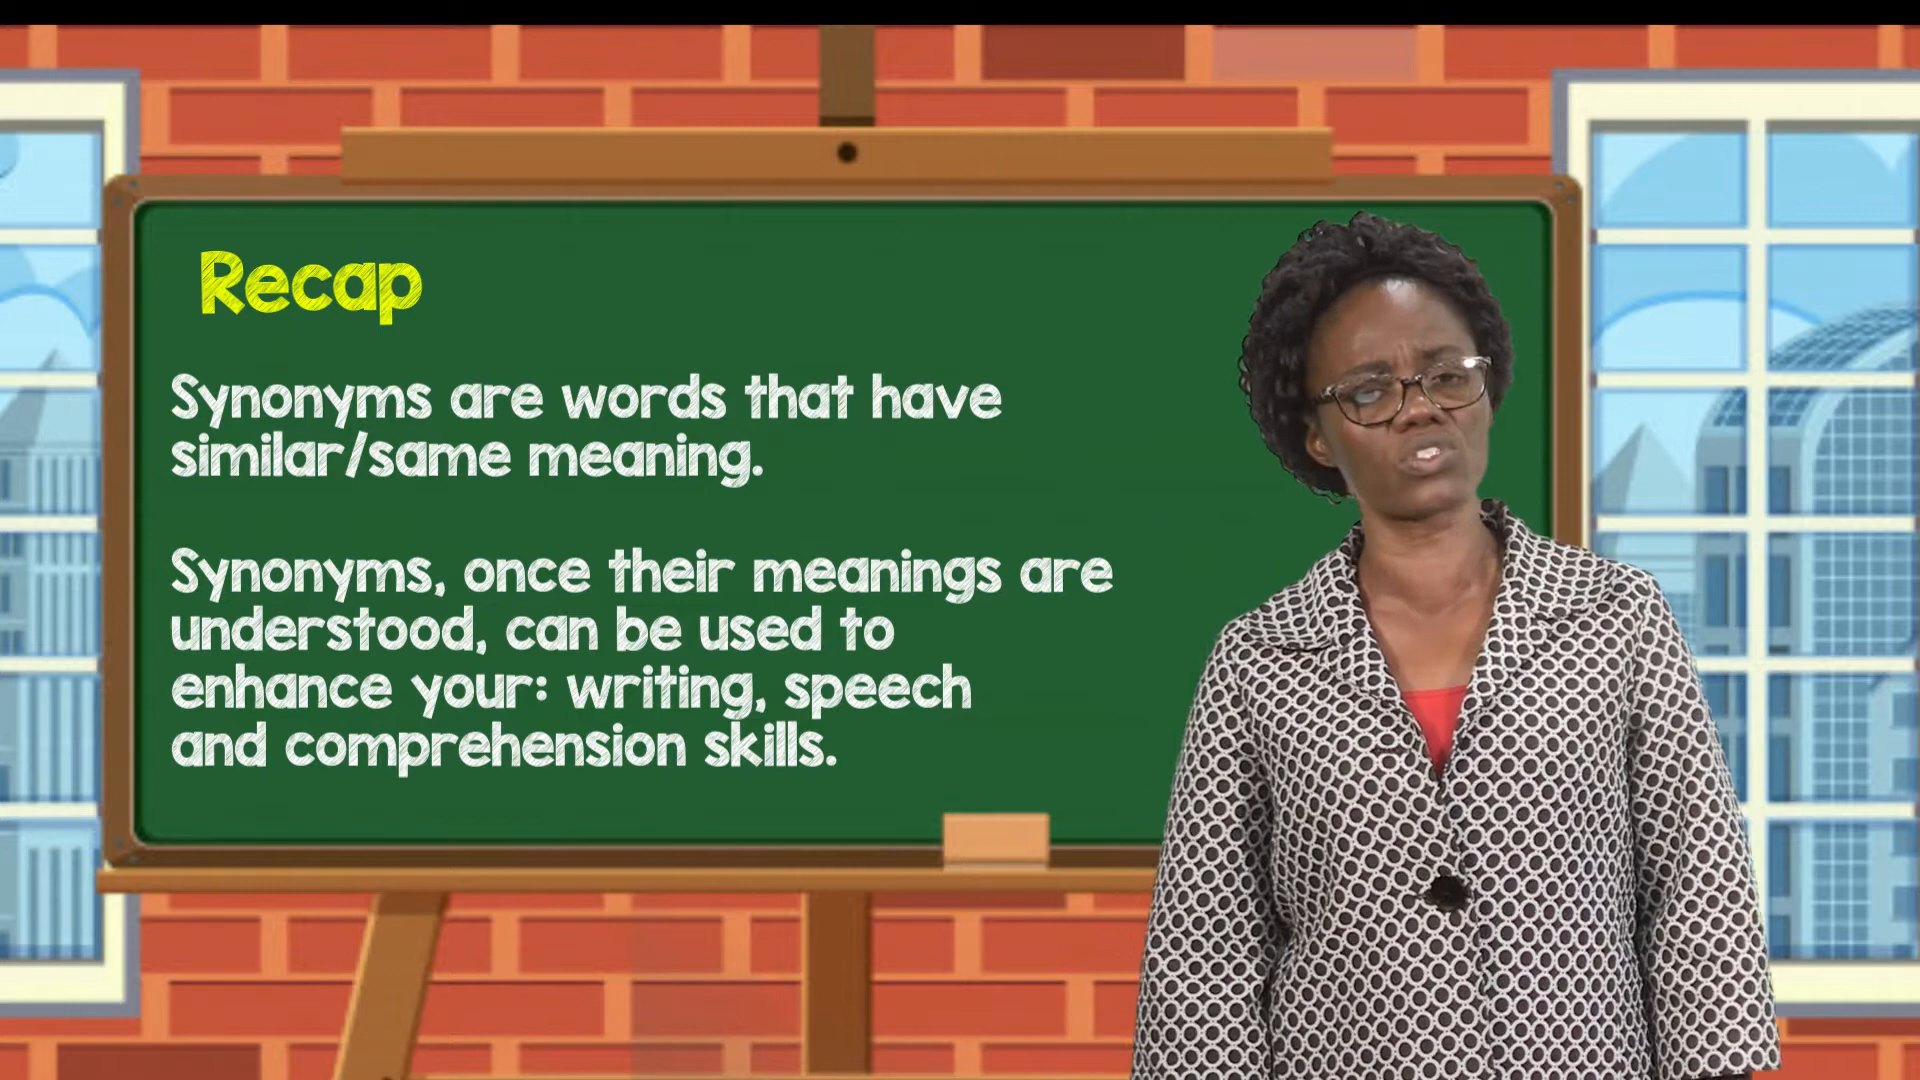 Recap
Synonyms are words that have
similar/same meaning.
Synonyms, once their meanings are
understood, can be used to
enhance your: writing, speech
and comprehension skills.